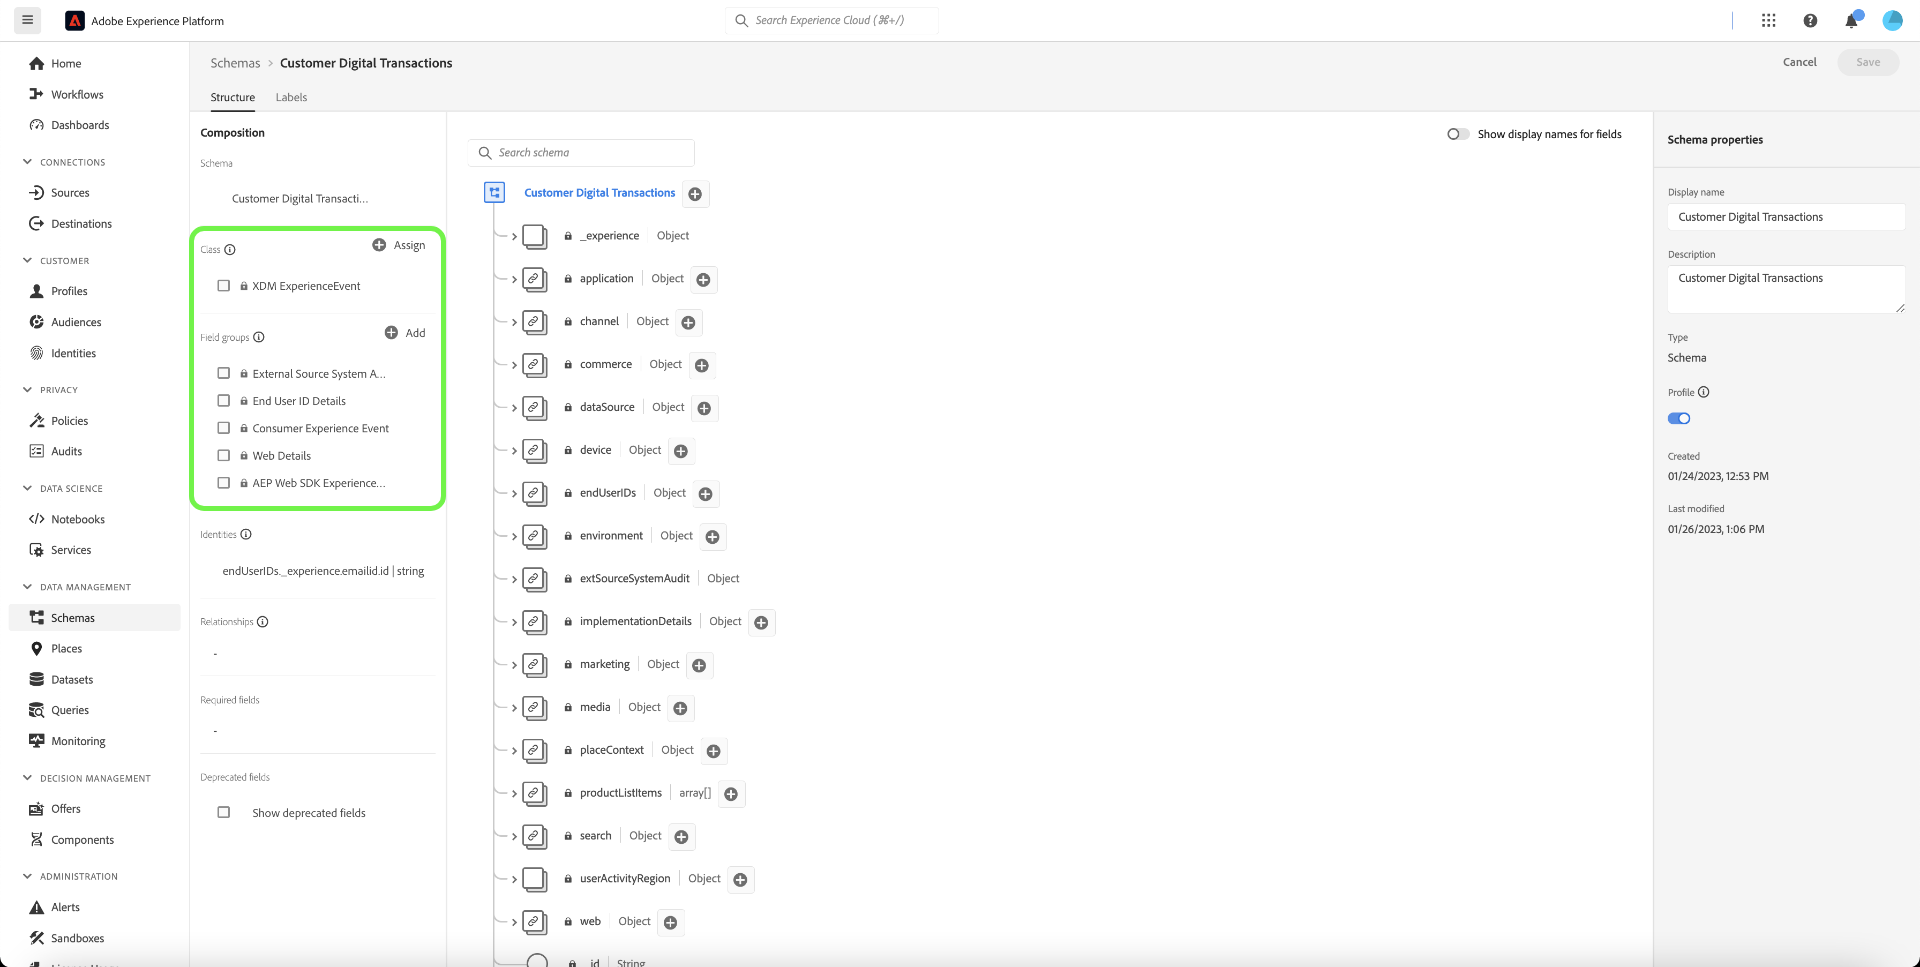 Adobe Experience Platform
Search Experience Cloud (⌘+/)
Home
Workflows
Dashboards
CONNECTIONS
Sources
Destinations
CUSTOMER
Profiles
Audiences
Identities
PRIVACY
Policies
Audits
DATA SCIENCE
Notebooks
Services
DATA MANAGEMENT
Schemas
Places
Datasets
Queries
Monitoring
DECISION MANAGEMENT
Offers
Components
ADMINISTRATION
Alerts
Sandboxes
Schemas > Customer Digital Transactions
Cancel
Save
Structure
Labels
Composition
Schema
Customer Digital Transacti...
Class
Assign
XDM ExperienceEvent
Field groups
Add
External Source System A...
End User ID Details
Consumer Experience Event
Web Details
AEP Web SDK Experience...
Identities
endUserIDs._experience.emailid.id | string
Relationships
-
Required fields
-
Deprecated fields
Show deprecated fields
Search schema
Show display names for fields
Customer Digital Transactions
_experience | Object
application | Object
channel | Object
commerce | Object
dataSource | Object
device | Object
endUserIDs | Object
environment | Object
extSourceSystemAudit | Object
implementationDetails | Object
marketing | Object
media | Object
placeContext | Object
productListItems | array[]
search | Object
userActivityRegion | Object
web | Object
_id | String
Schema properties
Display name
Customer Digital Transactions
Description
Customer Digital Transactions
Type
Schema
Profile
Created
01/24/2023, 12:53 PM
Last modified
01/26/2023, 1:06 PM